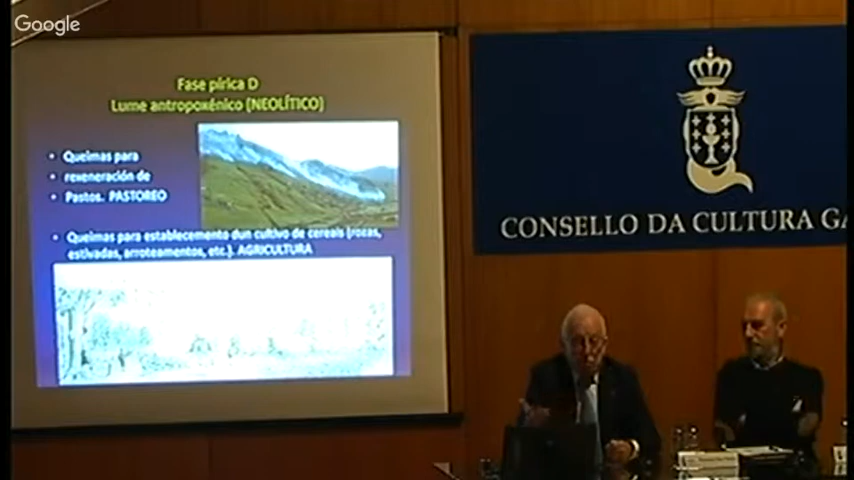 Google
Fase pírica D
Lume antropoxénico (NEOLÍTICO)
• Queimas para
• rexeneración de
• Pastos. PASTOREO
• Queimas para establecemento dun cultivo de cereais (rozas,
estivadas, arroteamentos, etc.). AGRICULTURA
CONSELLO DA CULTURA GA